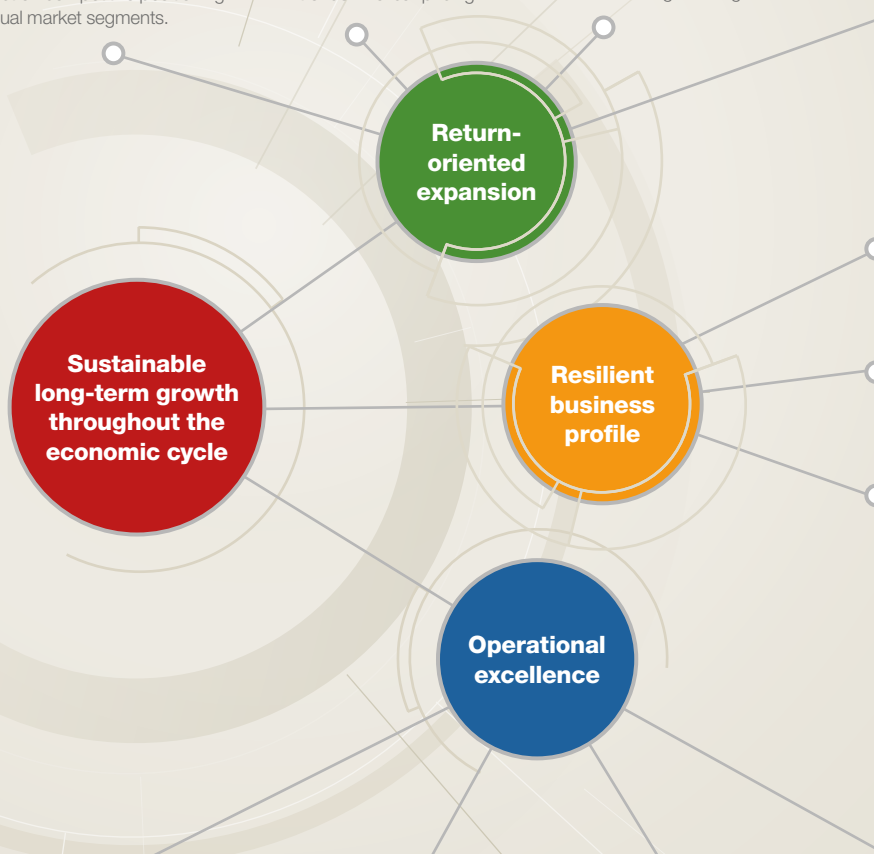 ual market segments.
Return-
oriented
expansion
Sustainable
long-term growth
throughout the
economic cycle
Resilient
business
profile
Operational
excellence